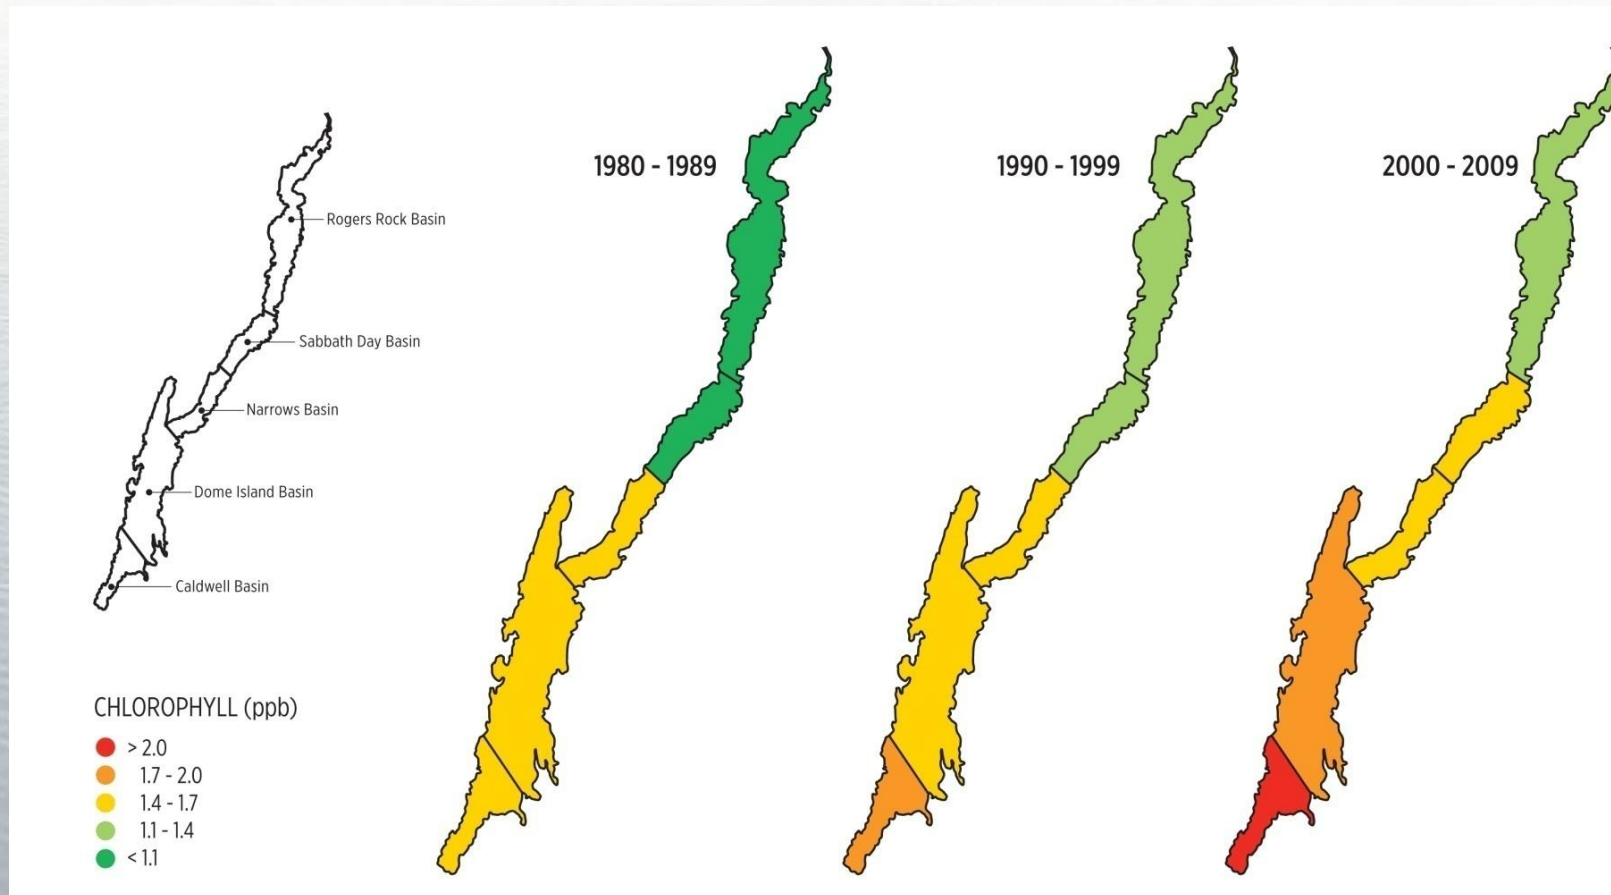 1980 - 1989
1990 - 1999
2000 - 2009
Rogers Rock Basin
Sabbath Day Basin
Narrows Basin
Dome Island Basin
Caldwell Basin
CHLOROPHYLL (ppb)
> 2.0
1.7 - 2.0
1.4 - 1.7
1.1 - 1.4
< 1.1